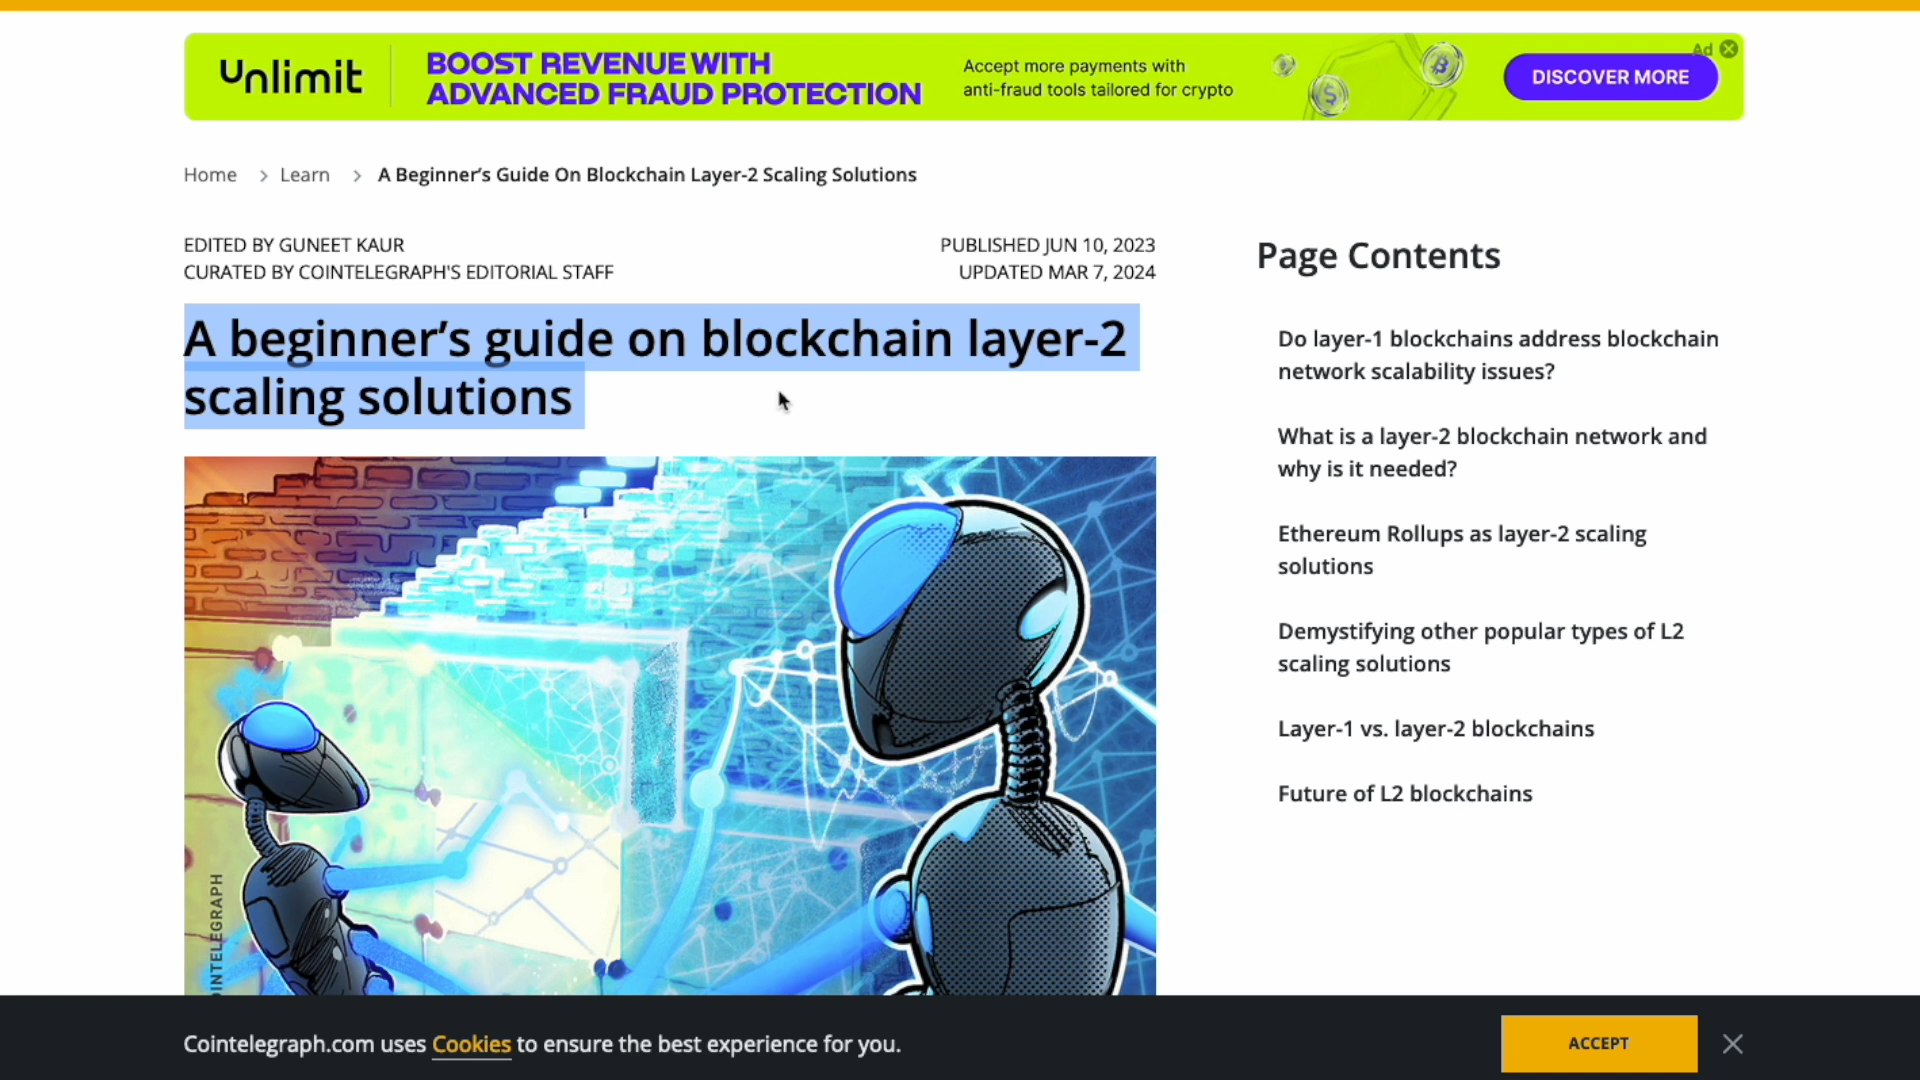 Unlimit
BOOST REVENUE WITH
ADVANCED FRAUD PROTECTION
Accept more payments with
anti-fraud tools tailored for crypto
DISCOVER MORE
Ad
Home > Learn > A Beginner's Guide On Blockchain Layer-2 Scaling Solutions
EDITED BY GUNEET KAUR
CURATED BY COINTELEGRAPH'S EDITORIAL STAFF
PUBLISHED JUN 10, 2023
UPDATED MAR 7, 2024
A beginner’s guide on blockchain layer-2
scaling solutions
OINTELEGRAPH
Page Contents
Do layer-1 blockchains address blockchain
network scalability issues?
What is a layer-2 blockchain network and
why is it needed?
Ethereum Rollups as layer-2 scaling
solutions
Demystifying other popular types of L2
scaling solutions
Layer-1 vs. layer-2 blockchains
Future of L2 blockchains
Cointelegraph.com uses Cookies to ensure the best experience for you.
ACCEPT